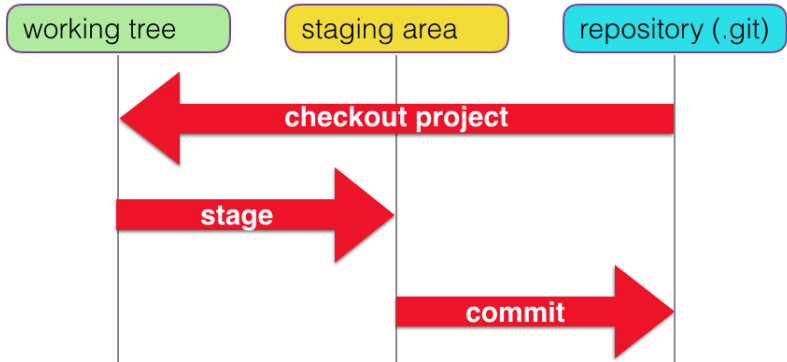 working tree
staging area
repository (.git)
checkout project
stage
commit